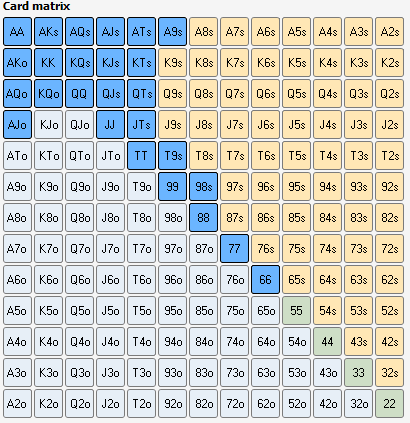 Card matrix
AA AKs AQs AJs ATs A9s A8s A7s A6s A5s A4s A3s A2s
AKo KK KQs KJs KTs K9s K8s K7s K6s K5s K4s K3s K2s
AQo KQo QQ QJs QTs Q9s Q8s Q7s Q6s Q5s Q4s Q3s Q2s
AJo KJo QJo JJ JTs J9s J8s J7s J6s J5s J4s J3s J2s
ATo KTo QTo JTo TT T9s T8s T7s T6s T5s T4s T3s T2s
A9o K9o Q9o J9o T9o 99 98s 97s 96s 95s 94s 93s 92s
A8o K8o Q8o J8o T8o 98o 88 87s 86s 85s 84s 83s 82s
A7o K7o Q7o J7o T7o 97o 87o 77 76s 75s 74s 73s 72s
A6o K6o Q6o J6o T6o 96o 86o 76o 66 65s 64s 63s 62s
A5o K5o Q5o J5o T5o 95o 85o 75o 65o 55 54s 53s 52s
A4o K4o Q4o J4o T4o 94o 84o 74o 64o 54o 44 43s 42s
A3o K3o Q3o J3o T3o 93o 83o 73o 63o 53o 43o 33 32s
A2o K2o Q2o J2o T2o 92o 82o 72o 62o 52o 42o 32o 22